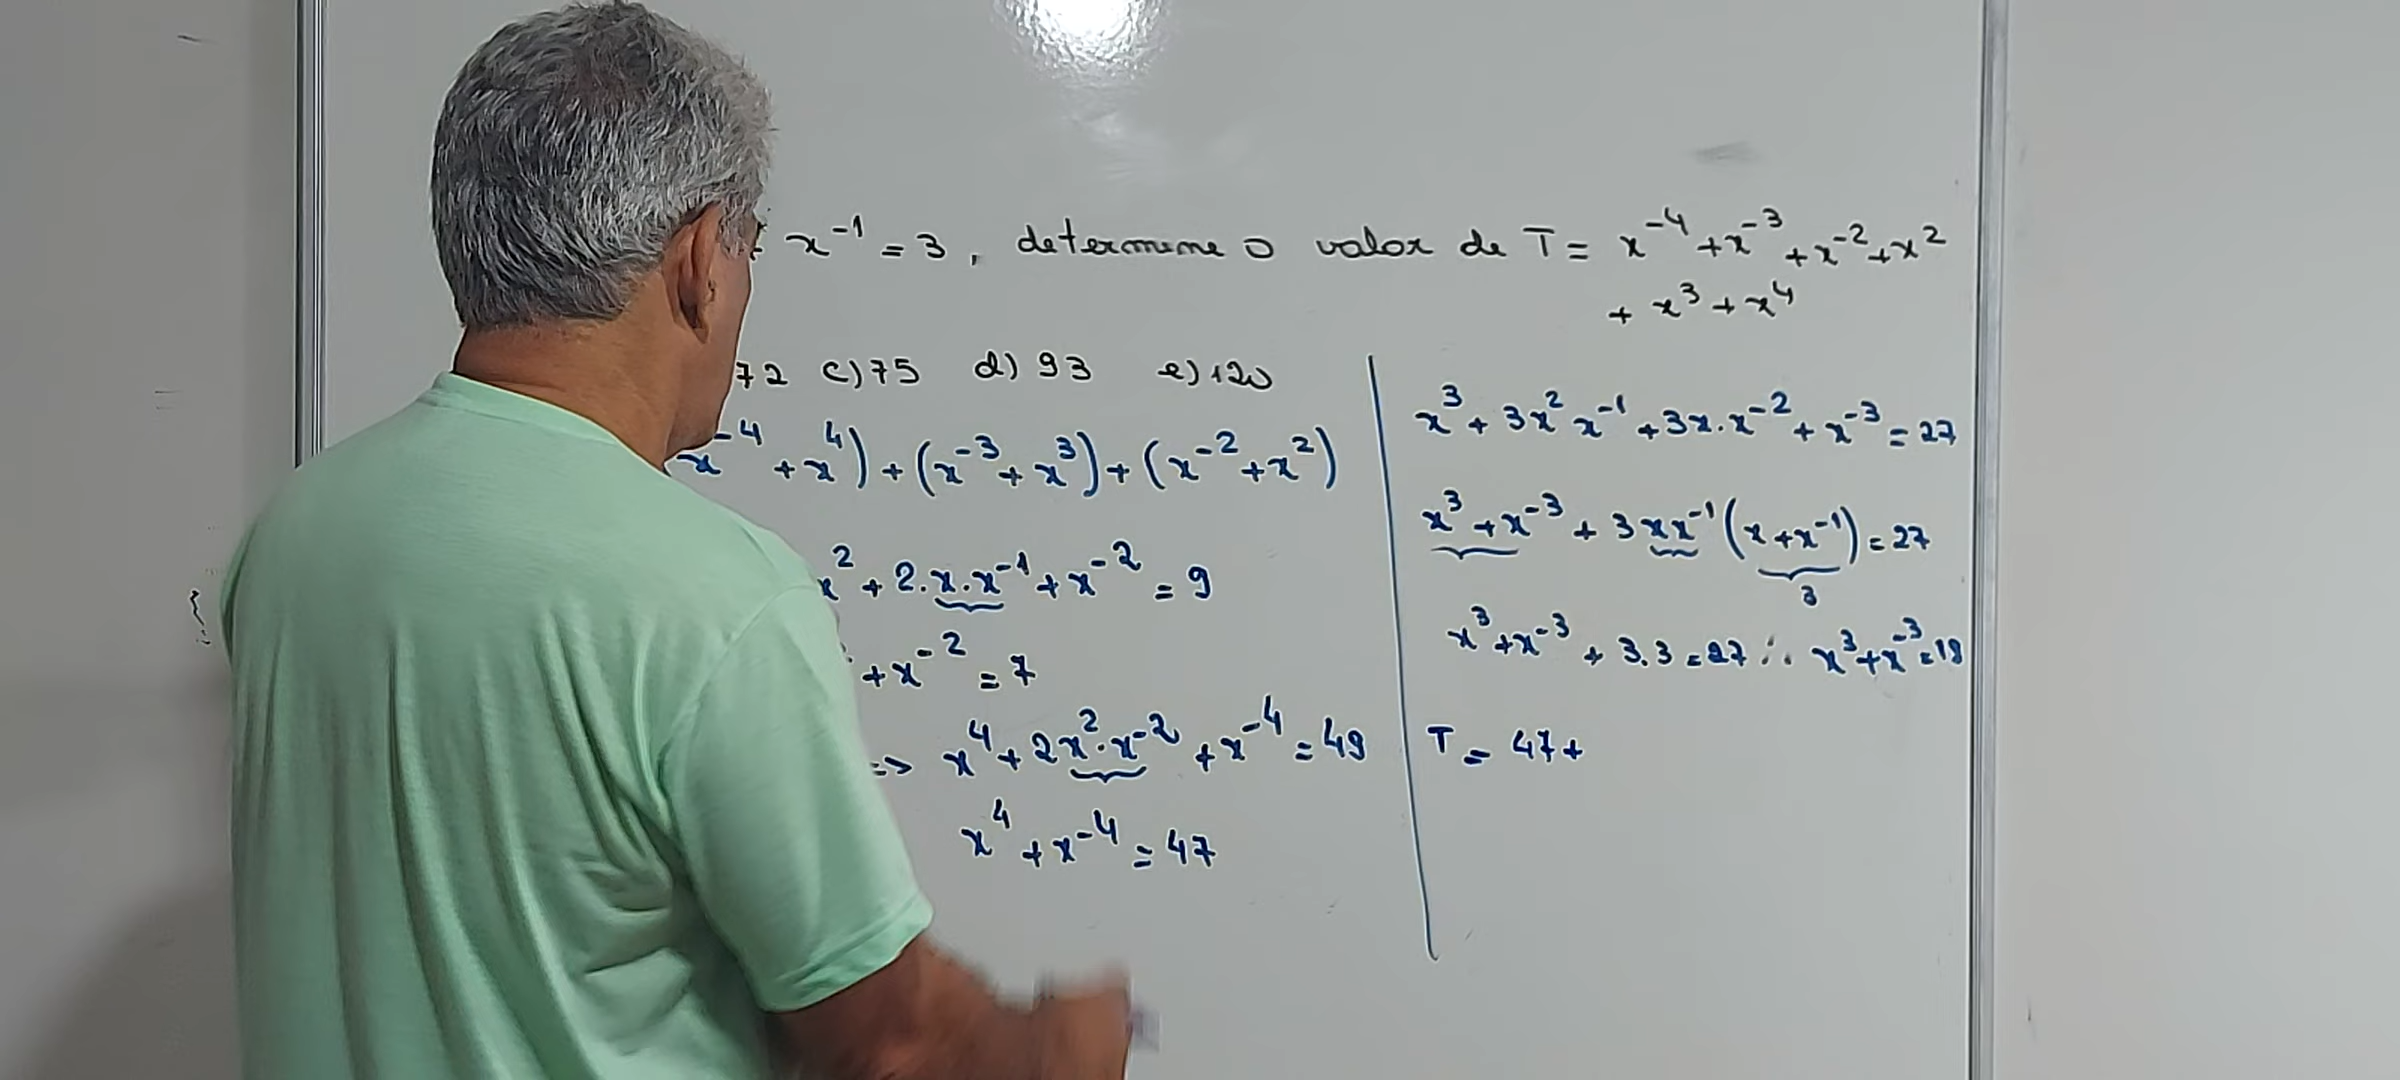 x⁻¹ = 3, determine o valor de T = x⁻⁴ + x⁻³ + x⁻² + x²
+ x³ + x⁴
72 c) 75 d) 93 e) 120
x⁻⁴ + x⁴) + (x⁻³ + x³) + (x⁻² + x²)
x² + 2.x.x⁻¹ + x⁻² = 9
+ x⁻² = 7
=> x⁴ + 2x².x⁻² + x⁻⁴ = 49
x⁴ + x⁻⁴ = 47
x³ + 3x² x⁻¹ + 3x.x⁻² + x⁻³ = 27
x³ + x⁻³ + 3xx⁻¹(x + x⁻¹) = 27
3
x³ + x⁻³ + 3.3 = 27 ∴ x³ + x⁻³ = 18
T = 47 +